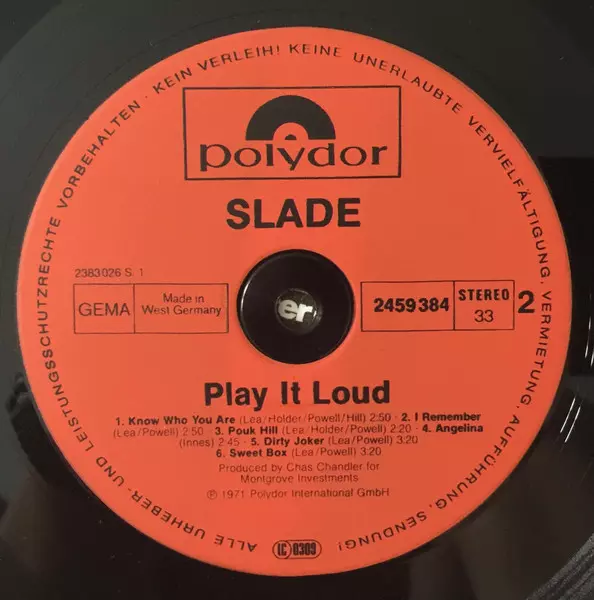 ALLE URHEBER- UND LEISTUNGSSCHUTZRECHTE VORBEHALTEN · KEIN VERLEIH! KEINE UNERLAUBTE VERVIELFÄLTIGUNG, VERMIETUNG, AUFFÜHRUNG, SENDUNG!
polydor
SLADE
2383 026 S. 1
GEMA
Made in
West Germany
er
2459 384
STEREO
33
2
Play It Loud
1. Know Who You Are (Lea/Holder/Powell/Hill) 2:50 · 2. I Remember
(Lea/Powell) 2:50 · 3. Pouk Hill (Lea/Holder/Powell) 2:20 · 4. Angelina
(Innes) 2:45 · 5. Dirty Joker (Lea/Powell) 3:20
6. Sweet Box (Lea/Powell) 3:20
Produced by Chas Chandler for
Montgrove Investments
℗ 1971 Polydor International GmbH
LC 0309